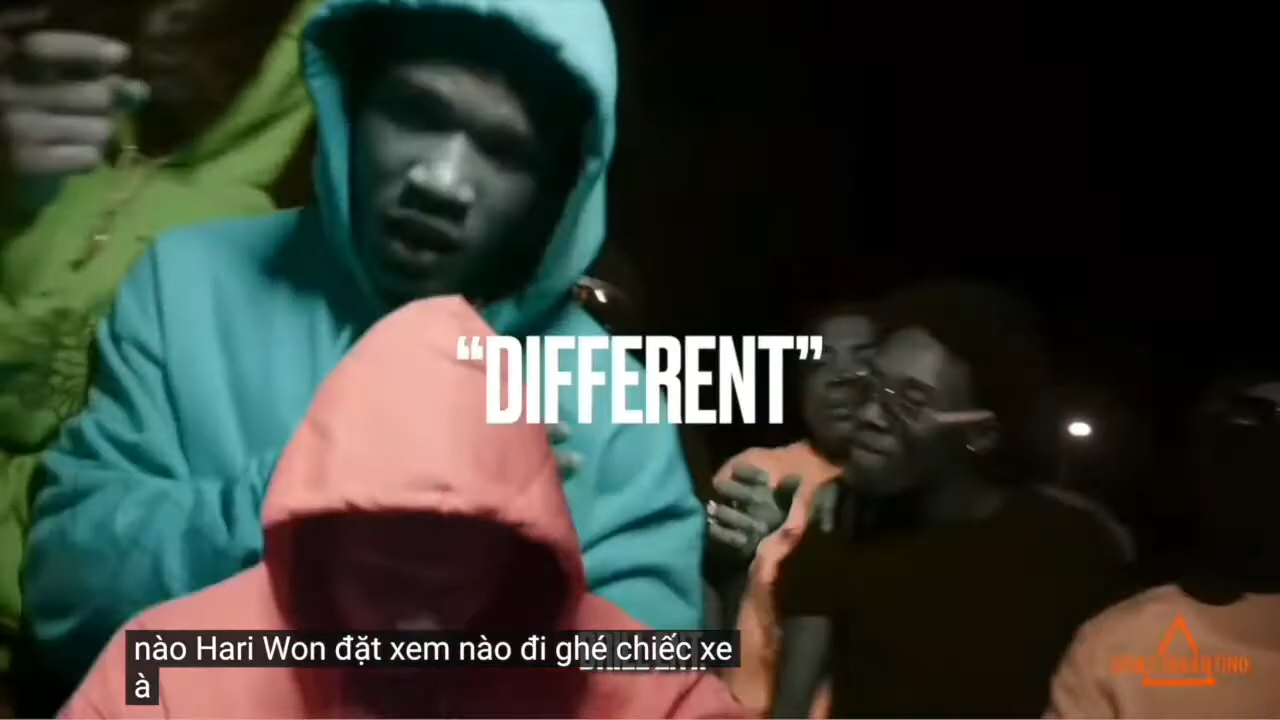 “DIFFERENT”
nào Hari Won đặt xem nào đi ghé chiếc xe
à